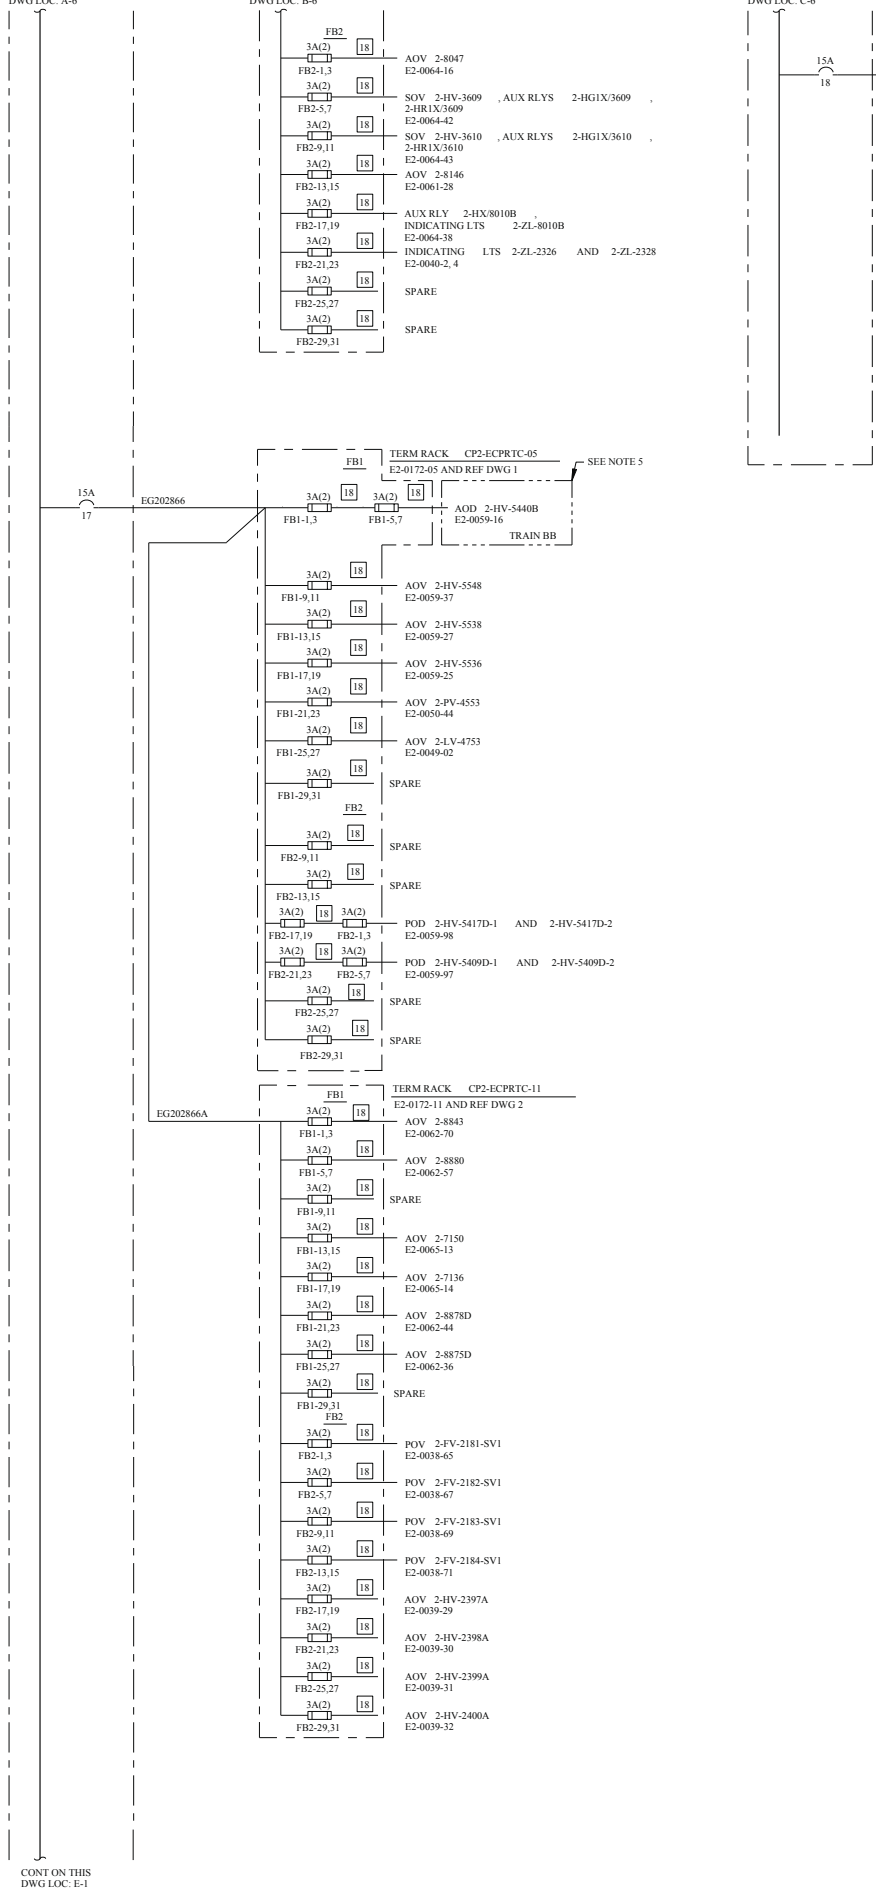 DWG LOC: A-6
DWG LOC: B-6
DWG LOC: C-6
FB2
3A(2) 18
FB2-1,3
AOV 2-8047
E2-0064-16
3A(2) 18
FB2-5,7
SOV 2-HV-3609 , AUX RLYS 2-HG1X/3609 ,
2-HR1X/3609
E2-0064-42
3A(2) 18
FB2-9,11
SOV 2-HV-3610 , AUX RLYS 2-HG1X/3610 ,
2-HR1X/3610
E2-0064-43
3A(2) 18
FB2-13,15
AOV 2-8146
E2-0061-28
3A(2) 18
FB2-17,19
AUX RLY 2-HX/8010B ,
INDICATING LTS 2-ZL-8010B
E2-0064-38
3A(2) 18
FB2-21,23
INDICATING LTS 2-ZL-2326 AND 2-ZL-2328
E2-0040-2, 4
3A(2) 18
FB2-25,27
SPARE
3A(2) 18
FB2-29,31
SPARE
15A
18
15A
17
EG202866
FB1
TERM RACK CP2-ECPRTC-05
E2-0172-05 AND REF DWG 1
SEE NOTE 5
3A(2) 18 3A(2) 18
FB1-1,3 FB1-5,7
AOD 2-HV-5440B
E2-0059-16
TRAIN BB
3A(2) 18
FB1-9,11
AOV 2-HV-5548
E2-0059-37
3A(2) 18
FB1-13,15
AOV 2-HV-5538
E2-0059-27
3A(2) 18
FB1-17,19
AOV 2-HV-5536
E2-0059-25
3A(2) 18
FB1-21,23
AOV 2-PV-4553
E2-0050-44
3A(2) 18
FB1-25,27
AOV 2-LV-4753
E2-0049-02
3A(2) 18
FB1-29,31
SPARE
FB2
3A(2) 18
FB2-9,11
SPARE
3A(2) 18
FB2-13,15
SPARE
3A(2) 18 3A(2)
FB2-17,19 FB2-1,3
POD 2-HV-5417D-1 AND 2-HV-5417D-2
E2-0059-98
3A(2) 18 3A(2)
FB2-21,23 FB2-5,7
POD 2-HV-5409D-1 AND 2-HV-5409D-2
E2-0059-97
3A(2) 18
FB2-25,27
SPARE
3A(2) 18
FB2-29,31
SPARE
EG202866A
FB1
TERM RACK CP2-ECPRTC-11
E2-0172-11 AND REF DWG 2
3A(2) 18
FB1-1,3
AOV 2-8843
E2-0062-70
3A(2) 18
FB1-5,7
AOV 2-8880
E2-0062-57
3A(2) 18
FB1-9,11
SPARE
3A(2) 18
FB1-13,15
AOV 2-7150
E2-0065-13
3A(2) 18
FB1-17,19
AOV 2-7136
E2-0065-14
3A(2) 18
FB1-21,23
AOV 2-8878D
E2-0062-44
3A(2) 18
FB1-25,27
AOV 2-8875D
E2-0062-36
3A(2) 18
FB1-29,31
SPARE
FB2
3A(2) 18
FB2-1,3
POV 2-FV-2181-SV1
E2-0038-65
3A(2) 18
FB2-5,7
POV 2-FV-2182-SV1
E2-0038-67
3A(2) 18
FB2-9,11
POV 2-FV-2183-SV1
E2-0038-69
3A(2) 18
FB2-13,15
POV 2-FV-2184-SV1
E2-0038-71
3A(2) 18
FB2-17,19
AOV 2-HV-2397A
E2-0039-29
3A(2) 18
FB2-21,23
AOV 2-HV-2398A
E2-0039-30
3A(2) 18
FB2-25,27
AOV 2-HV-2399A
E2-0039-31
3A(2) 18
FB2-29,31
AOV 2-HV-2400A
E2-0039-32
CONT ON THIS
DWG LOC: E-1